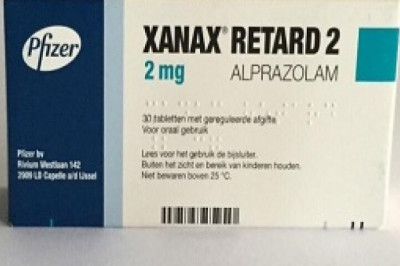 Pfizer
XANAX® RETARD 2
2 mg ALPRAZOLAM
30 tabletten met gereguleerde afgifte
Voor oraal gebruik
Pfizer bv
Rivium Westlaan 142
2909 LD Capelle a/d IJssel
Lees voor het gebruik de bijsluiter.
Buiten het zicht en bereik van kinderen houden.
Niet bewaren boven 25 °C.